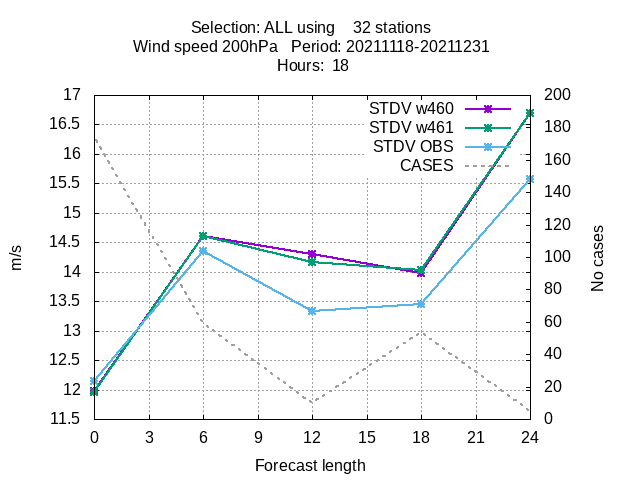 Selection: ALL using    32 stations
Wind speed 200hPa   Period: 20211118-20211231
Hours:  18
17
16.5
16
15.5
15
14.5
14
13.5
13
12.5
12
11.5
m/s
STDV w460
STDV w461
STDV OBS
CASES
200
180
160
140
120
100
80
60
40
20
0
No cases
0 3 6 9 12 15 18 21 24
Forecast length